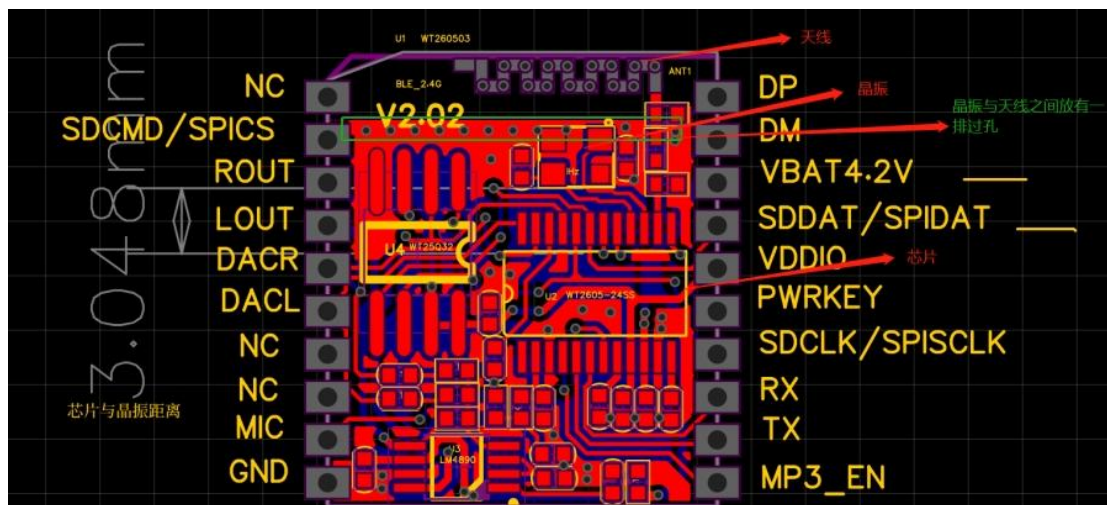 U1 WT260503
天线
BLE_2.4G
ANT1
NC
DP
晶振
V2.02
晶振与天线之间放有一
排过孔
SDCMD/SPICS
DM
ROUT
VBAT4.2V
Hz
LOUT
SDDAT/SPIDAT
U4 WT25Q32
DACR
VDDIO
芯片
DACL
U2 WT2605-24SS
PWRKEY
NC
SDCLK/SPISCLK
3.048mm
NC
RX
芯片与晶振距离
MIC
TX
U3
LM4890
GND
MP3_EN